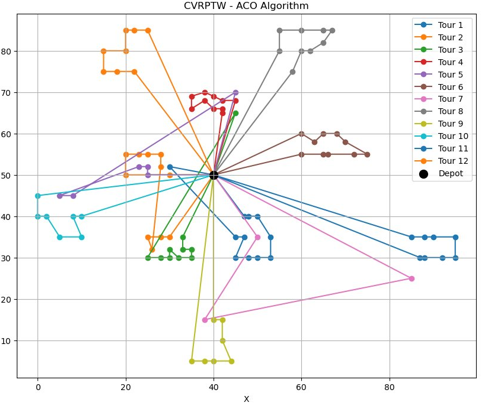 CVRPTW - ACO Algorithm
Tour 1
Tour 2
Tour 3
Tour 4
Tour 5
Tour 6
Tour 7
Tour 8
Tour 9
Tour 10
Tour 11
Tour 12
Depot
80
70
60
50
40
30
20
10
0 20 40 60 80
X